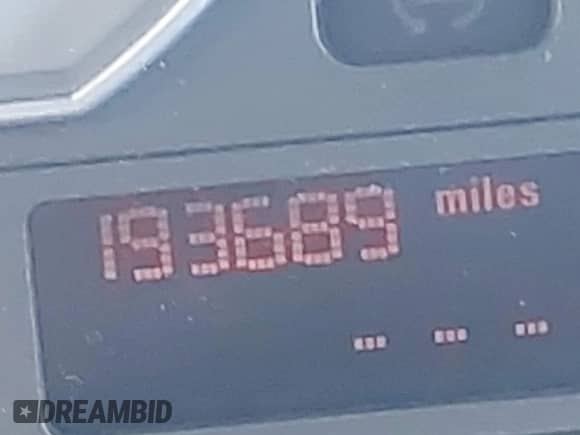 193689 miles
---
DREAMBID